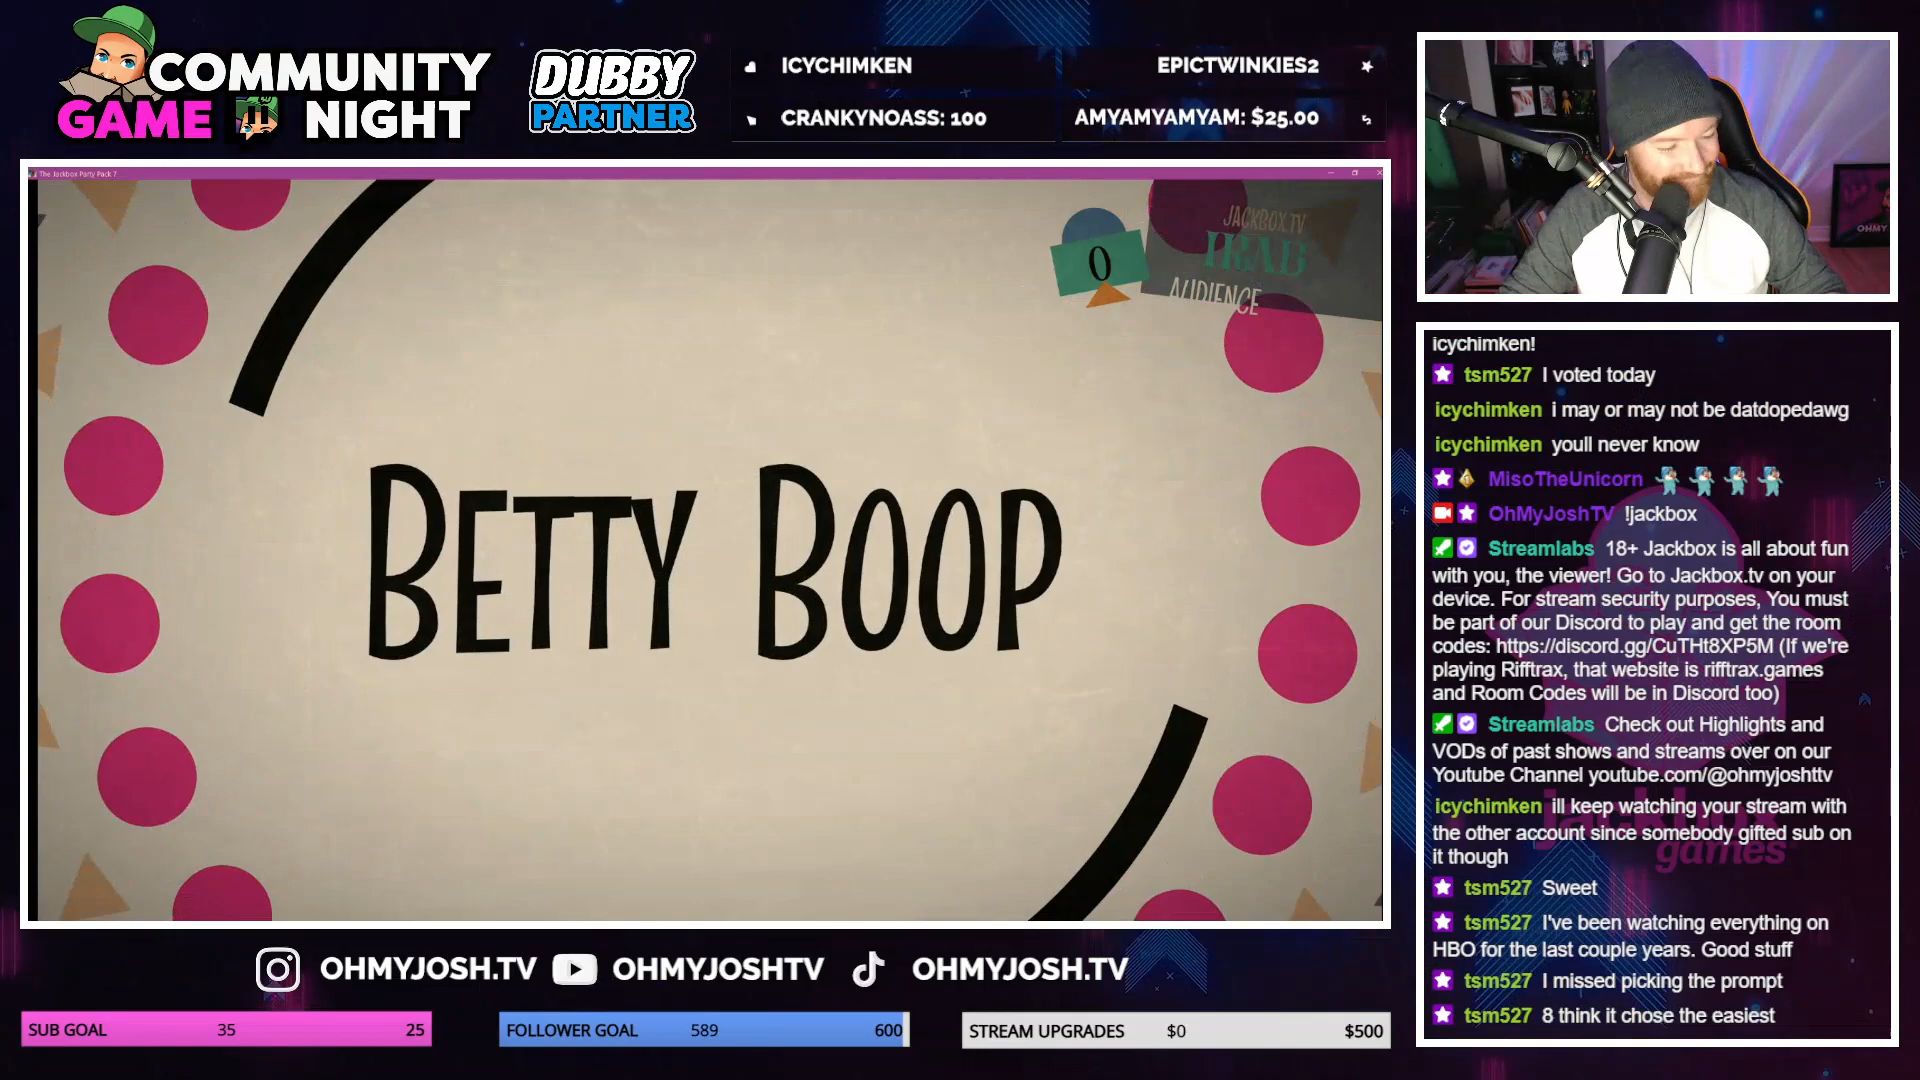 COMMUNITY
GAME NIGHT
DUBBY
PARTNER
ICYCHIMKEN
EPICTWINKIES2
CRANKYNOASS: 100
AMYAMYAMYAM: $25.00
The Jackbox Party Pack 7
JACKBOX.TV
AUDIENCE
0
BETTY BOOP
OHMY
icychimken!
tsm527 I voted today
icychimken i may or may not be datdopedawg
icychimken youll never know
MisoTheUnicorn
OhMyJoshTV !jackbox
Streamlabs 18+ Jackbox is all about fun
with you, the viewer! Go to Jackbox.tv on your
device. For stream security purposes, You must
be part of our Discord to play and get the room
codes: https://discord.gg/CuTHt8XP5M (If we're
playing Rifftrax, that website is rifftrax.games
and Room Codes will be in Discord too)
Streamlabs Check out Highlights and
VODs of past shows and streams over on our
Youtube Channel youtube.com/@ohmyjoshttv
icychimken ill keep watching your stream with
the other account since somebody gifted sub on
it though
tsm527 Sweet
tsm527 I've been watching everything on
HBO for the last couple years. Good stuff
tsm527 I missed picking the prompt
tsm527 8 think it chose the easiest
jackbox
games
OHMYJOSH.TV
OHMYJOSHTV
OHMYJOSH.TV
SUB GOAL 35 25
FOLLOWER GOAL 589 600
STREAM UPGRADES $0 $500